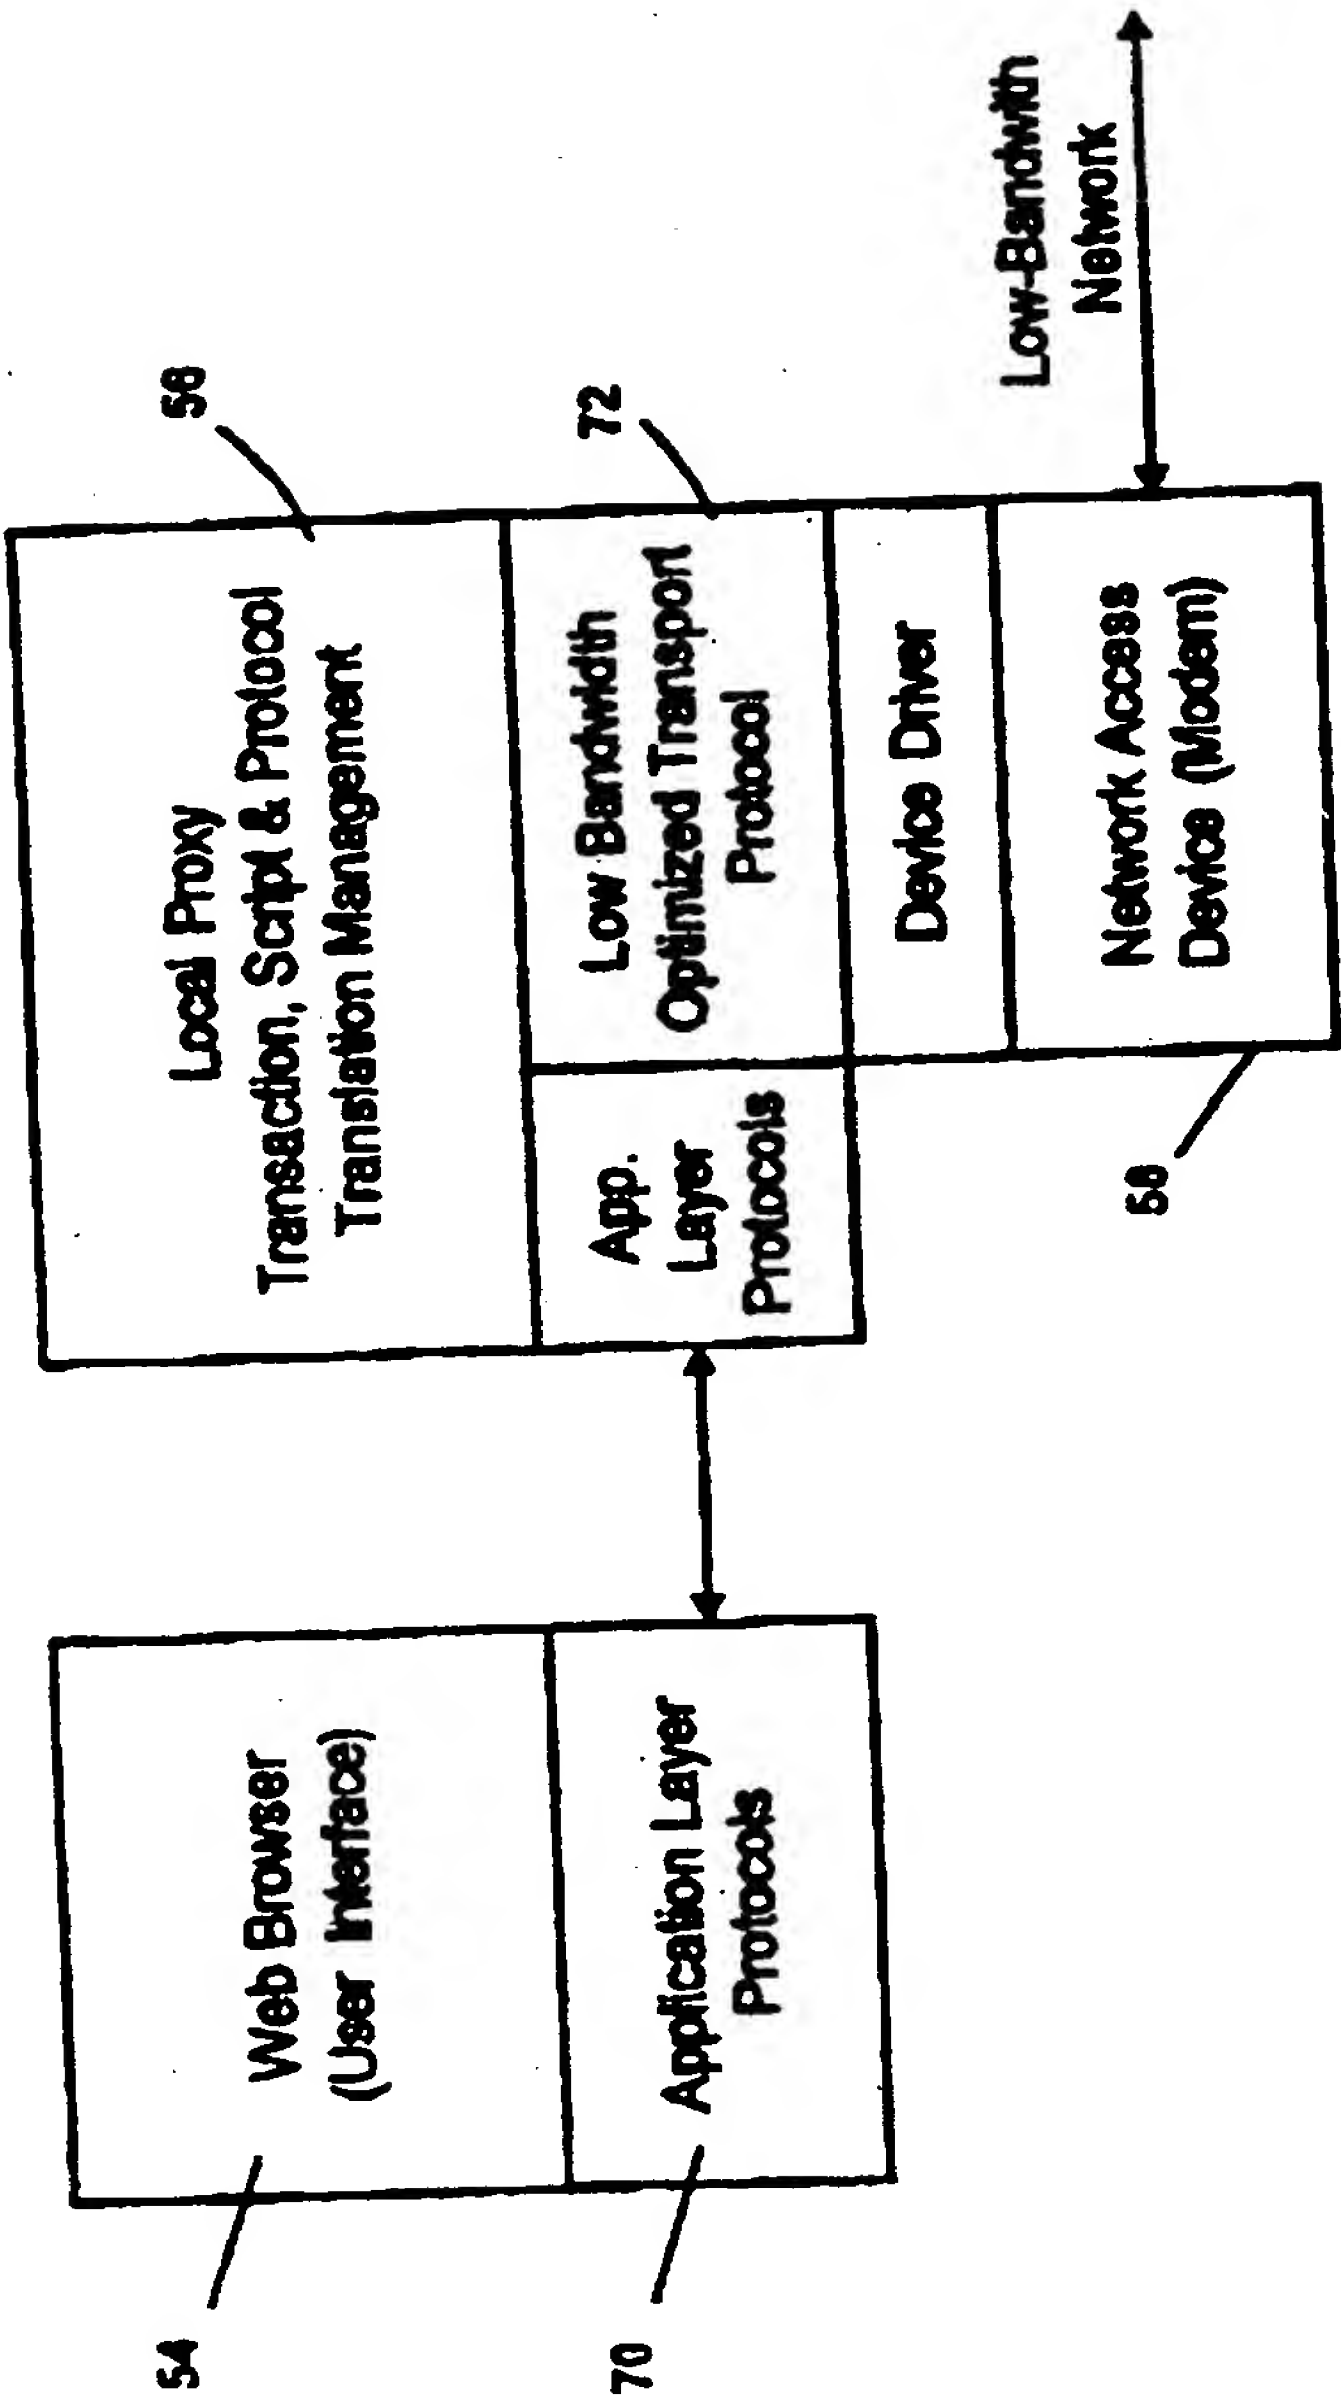 54
Web Browser
(User Interface)
70
Application Layer
Protocols
56
Local Proxy
Transaction, Script & Protocol
Translation Management
App.
Layer
Protocols
72
Low Bandwidth
Optimized Transport
Protocol
Device Driver
58
Network Access
Device (Modem)
Low-Bandwith
Network